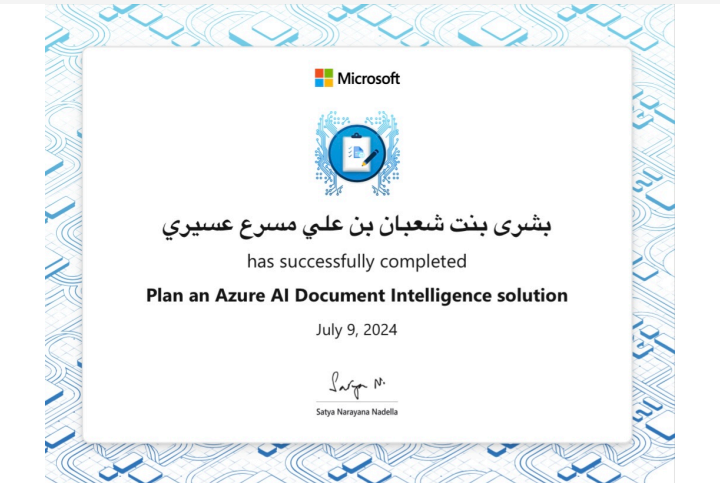 Microsoft
بشرى بنت شعبان بن علي مسرع عسيري
has successfully completed
Plan an Azure AI Document Intelligence solution
July 9, 2024
Satya N.
Satya Narayana Nadella